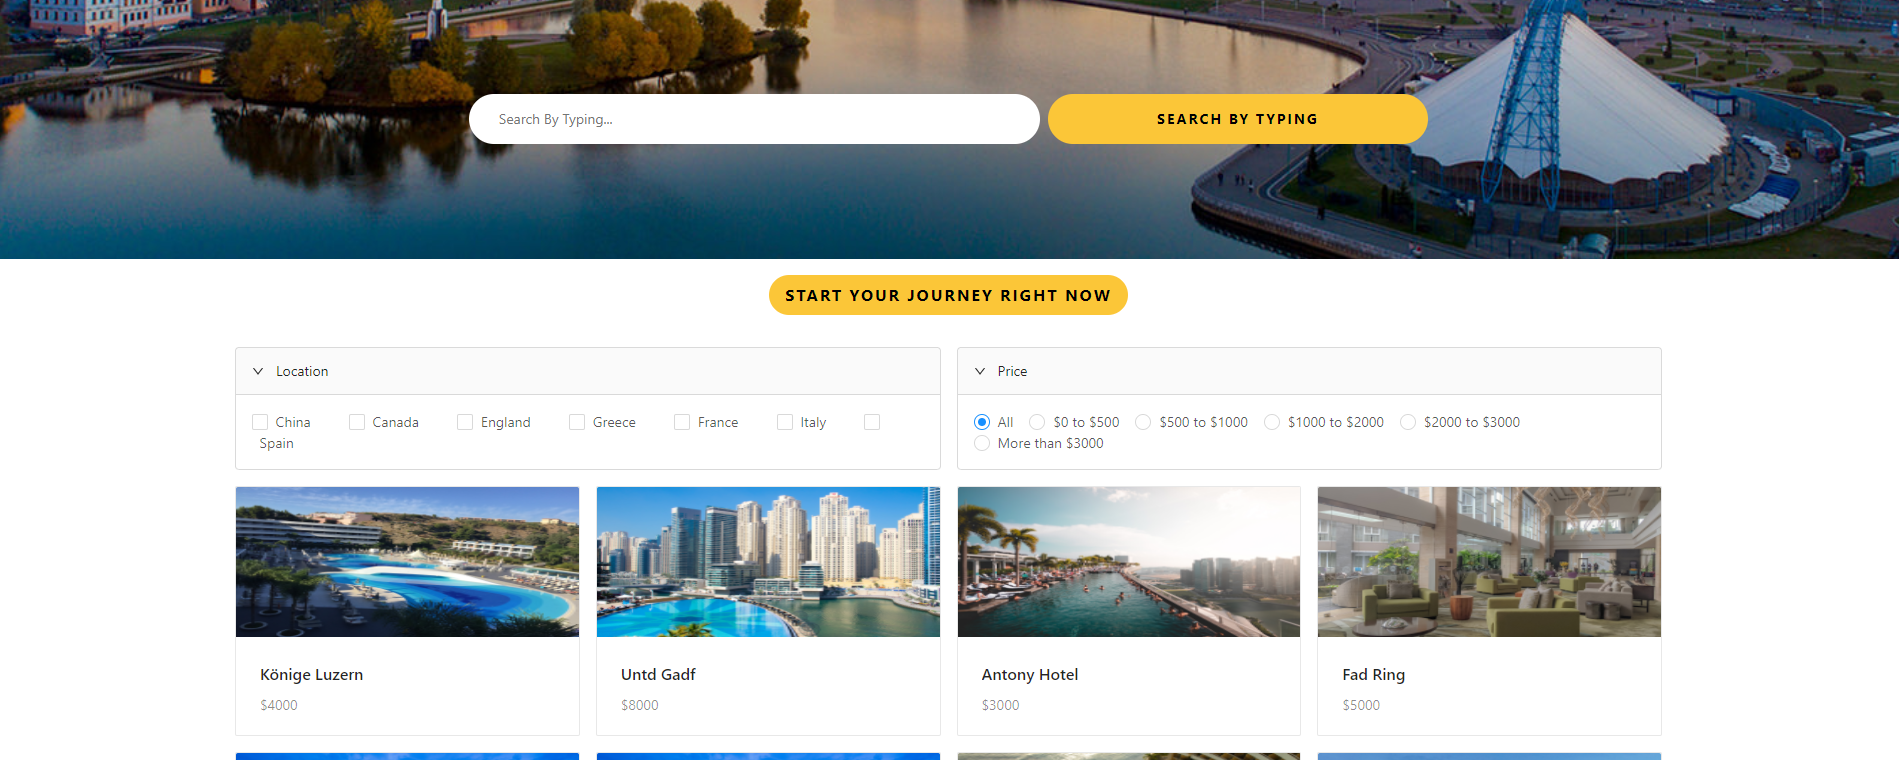 Search By Typing...
SEARCH BY TYPING
START YOUR JOURNEY RIGHT NOW
Location
China Canada England Greece France Italy
Spain
Price
All $0 to $500 $500 to $1000 $1000 to $2000 $2000 to $3000
More than $3000
Könige Luzern
$4000
Untd Gadf
$8000
Antony Hotel
$3000
Fad Ring
$5000